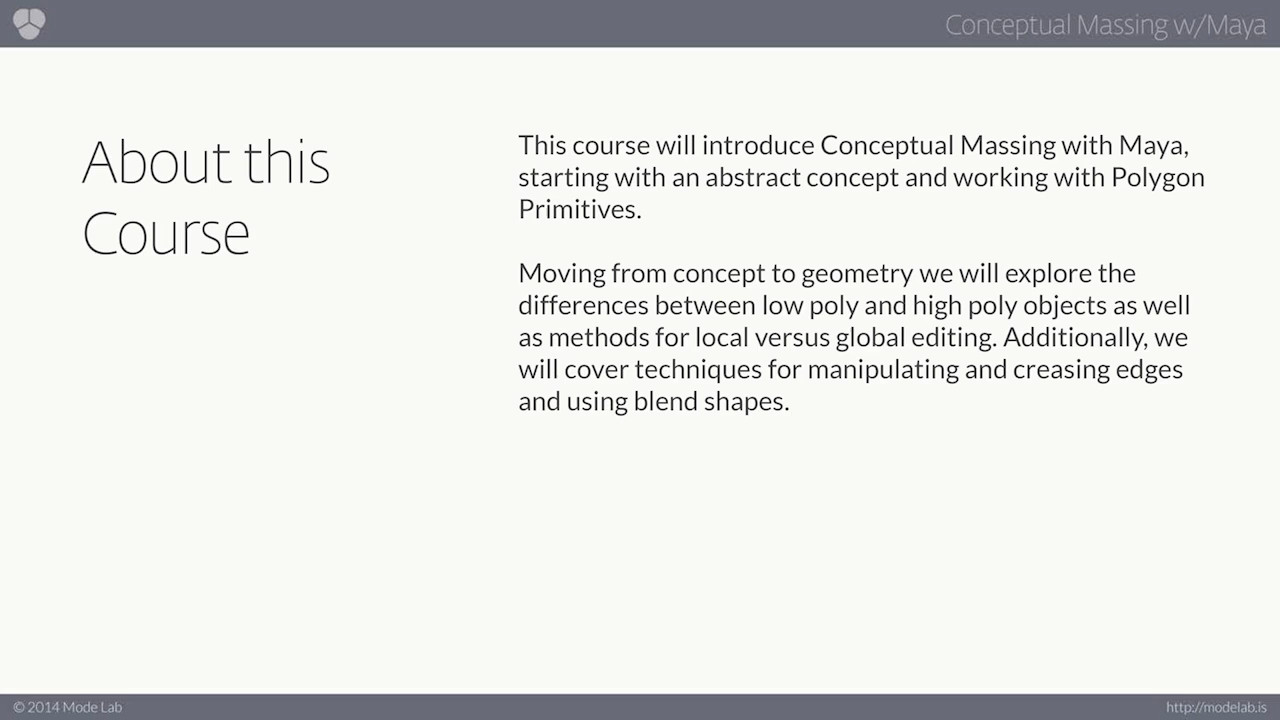 Conceptual Massing w/Maya
About this
Course
This course will introduce Conceptual Massing with Maya,
starting with an abstract concept and working with Polygon
Primitives.
Moving from concept to geometry we will explore the
differences between low poly and high poly objects as well
as methods for local versus global editing. Additionally, we
will cover techniques for manipulating and creasing edges
and using blend shapes.
© 2014 Mode Lab
http://modelab.is